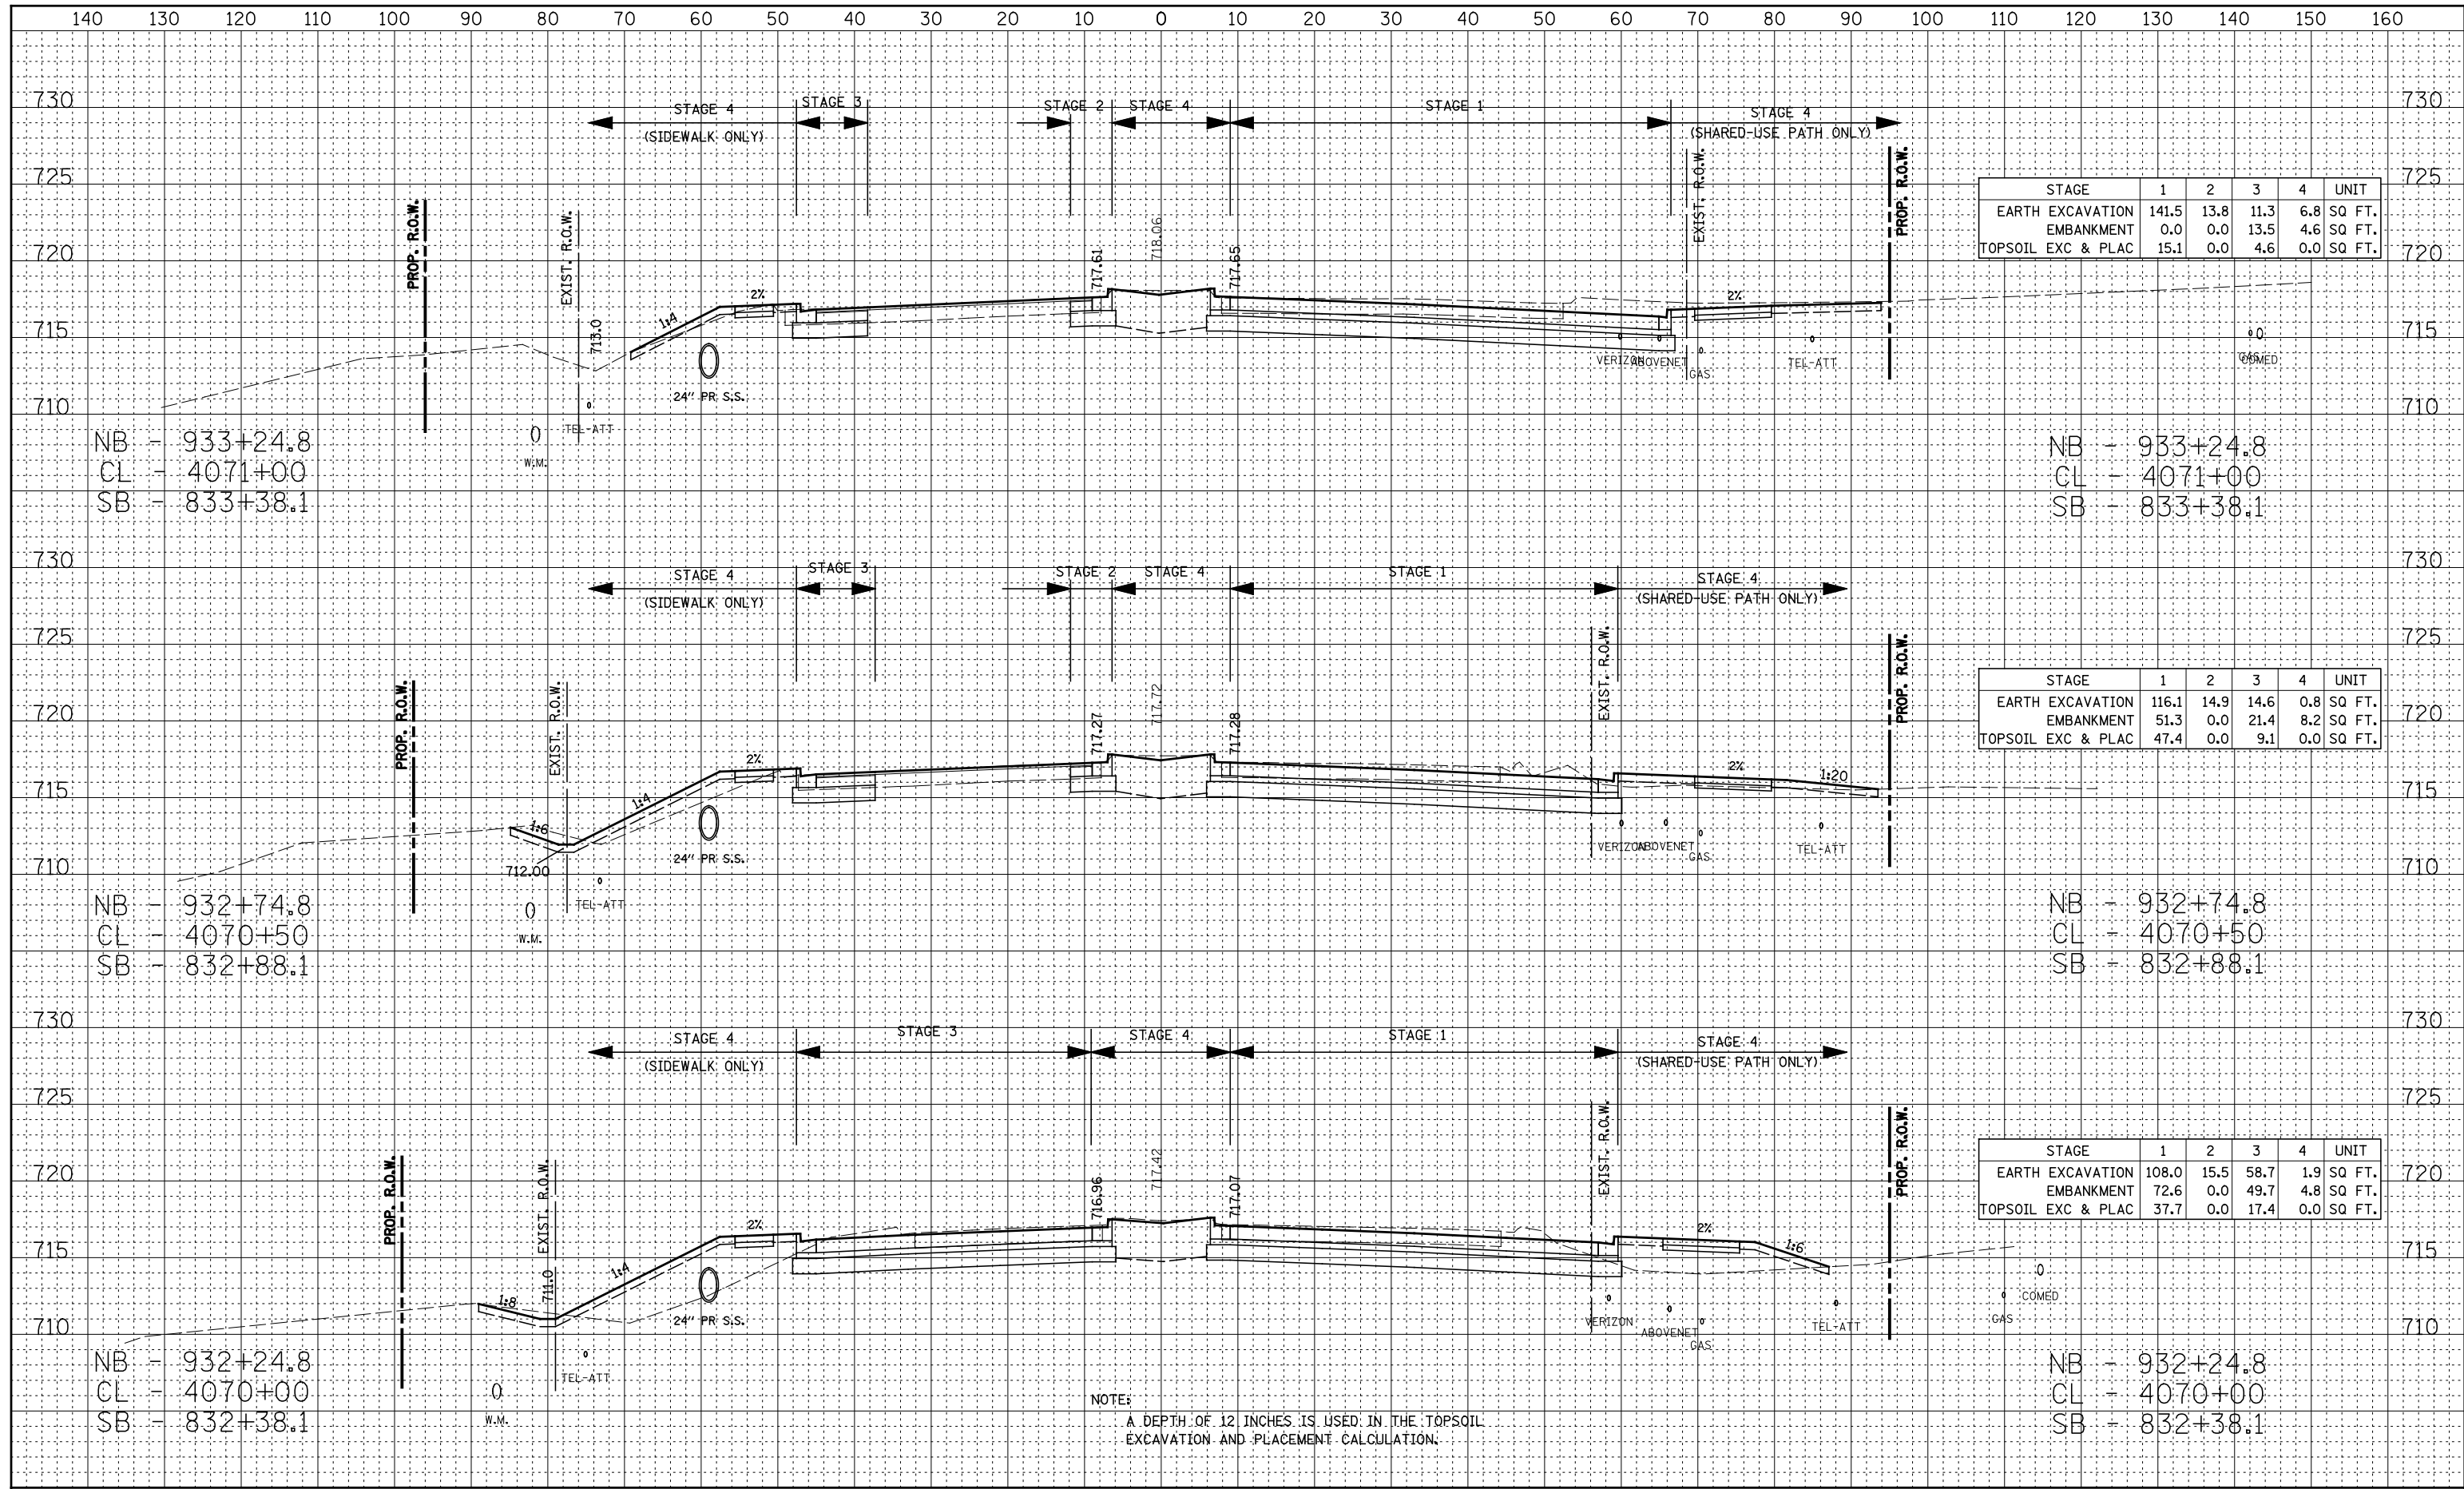 140 130 120 110 100 90 80 70 60 50 40 30 20 10 0 10 20 30 40 50 60 70 80 90 100 110 120 130 140 150 160
730 730
STAGE 4 STAGE 3 STAGE 2 STAGE 4 STAGE 1 STAGE 4
(SIDEWALK ONLY) (SHARED-USE PATH ONLY)
725 725
PROP. R.O.W. EXIST. R.O.W. EXIST. R.O.W. PROP. R.O.W.
STAGE 1 2 3 4 UNIT
EARTH EXCAVATION 141.5 13.8 11.3 6.8 SQ FT.
EMBANKMENT 0.0 0.0 13.5 4.6 SQ FT.
TOPSOIL EXC & PLAC 15.1 0.0 4.6 0.0 SQ FT.
720 717.61 718.06 717.65 720
2% 2%
715 1:4 713.0 715
VERIZON ABOVENET GAS TEL-ATT GAS COMED
24" PR S.S.
710 710
TEL-ATT
W.M.
NB - 933+24.8 NB - 933+24.8
CL - 4071+00 CL - 4071+00
SB - 833+38.1 SB - 833+38.1
730 730
STAGE 4 STAGE 3 STAGE 2 STAGE 4 STAGE 1 STAGE 4
(SIDEWALK ONLY) (SHARED-USE PATH ONLY)
725 725
PROP. R.O.W. EXIST. R.O.W. EXIST. R.O.W. PROP. R.O.W.
STAGE 1 2 3 4 UNIT
EARTH EXCAVATION 116.1 14.9 14.6 0.8 SQ FT.
EMBANKMENT 51.3 0.0 21.4 8.2 SQ FT.
TOPSOIL EXC & PLAC 47.4 0.0 9.1 0.0 SQ FT.
720 717.27 717.72 717.28 720
2% 2% 1:20
715 1:4 715
1:6
VERIZON ABOVENET GAS TEL-ATT
24" PR S.S.
710 712.00 710
TEL-ATT
W.M.
NB - 932+74.8 NB - 932+74.8
CL - 4070+50 CL - 4070+50
SB - 832+88.1 SB - 832+88.1
730 730
STAGE 4 STAGE 3 STAGE 4 STAGE 1 STAGE 4
(SIDEWALK ONLY) (SHARED-USE PATH ONLY)
725 725
PROP. R.O.W. EXIST. R.O.W. EXIST. R.O.W. PROP. R.O.W.
STAGE 1 2 3 4 UNIT
EARTH EXCAVATION 108.0 15.5 58.7 1.9 SQ FT.
EMBANKMENT 72.6 0.0 49.7 4.8 SQ FT.
TOPSOIL EXC & PLAC 37.7 0.0 17.4 0.0 SQ FT.
720 716.96 717.42 717.07 720
2% 2%
715 1:4 1:6 715
1:8 711.0
COMED
GAS
24" PR S.S. VERIZON ABOVENET GAS TEL-ATT
710 710
TEL-ATT
W.M.
NB - 932+24.8 NB - 932+24.8
CL - 4070+00 CL - 4070+00
SB - 832+38.1 SB - 832+38.1
NOTE:
A DEPTH OF 12 INCHES IS USED IN THE TOPSOIL
EXCAVATION AND PLACEMENT CALCULATION.